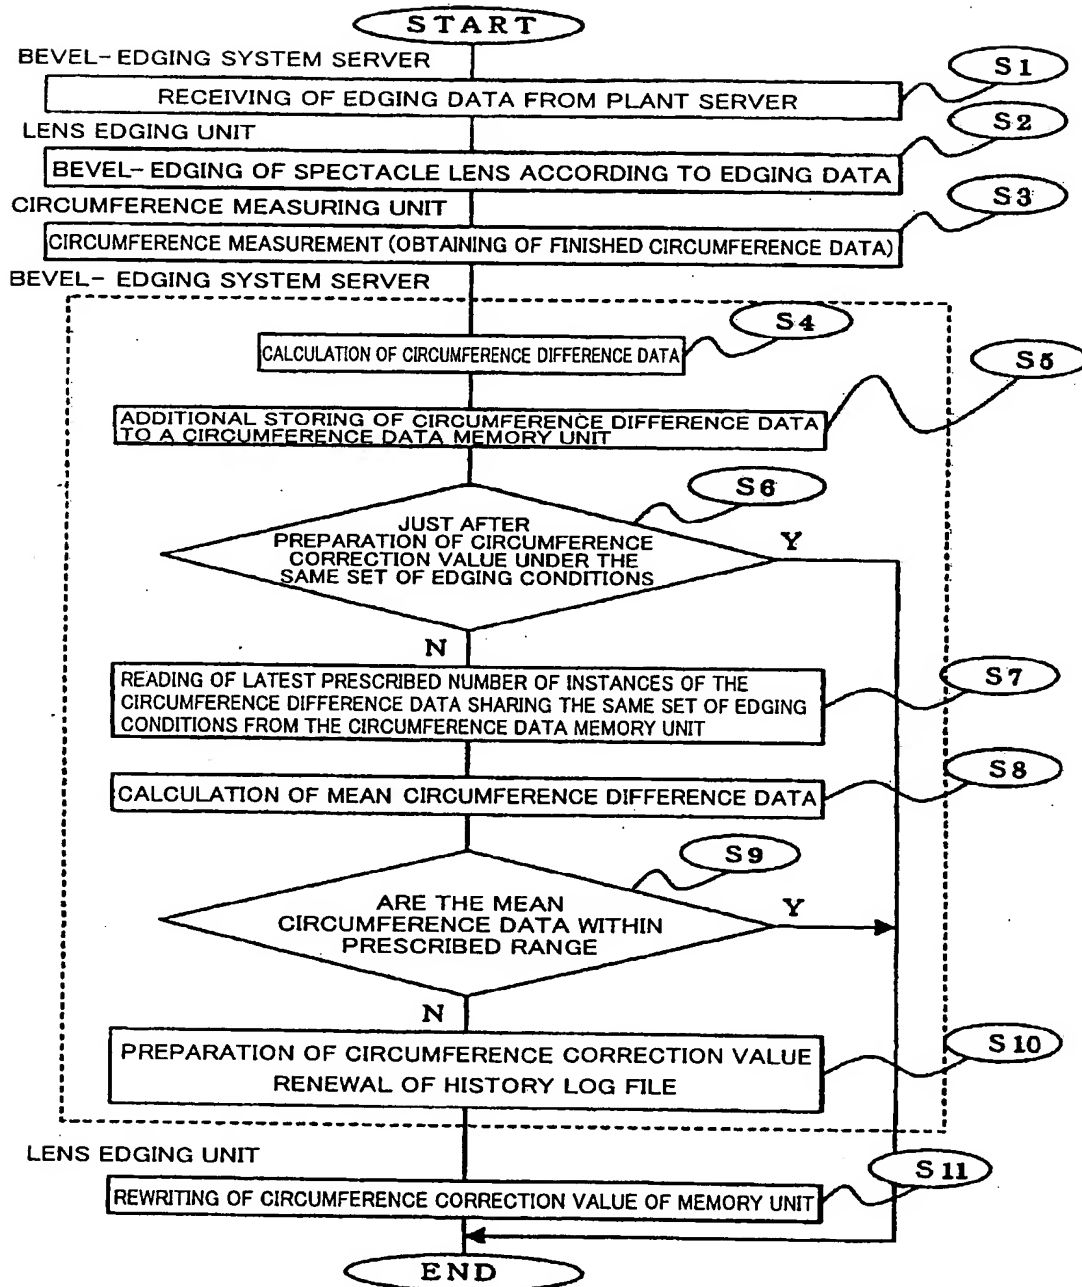 START
BEVEL-EDGING SYSTEM SERVER
S1
RECEIVING OF EDGING DATA FROM PLANT SERVER
LENS EDGING UNIT
S2
BEVEL-EDGING OF SPECTACLE LENS ACCORDING TO EDGING DATA
CIRCUMFERENCE MEASURING UNIT
S3
CIRCUMFERENCE MEASUREMENT (OBTAINING OF FINISHED CIRCUMFERENCE DATA)
BEVEL- EDGING SYSTEM SERVER
S4
CALCULATION OF CIRCUMFERENCE DIFFERENCE DATA
S5
ADDITIONAL STORING OF CIRCUMFERENCE DIFFERENCE DATA
TO A CIRCUMFERENCE DATA MEMORY UNIT
S6
JUST AFTER
PREPARATION OF CIRCUMFERENCE
CORRECTION VALUE UNDER THE
SAME SET OF EDGING CONDITIONS
Y
N
READING OF LATEST PRESCRIBED NUMBER OF INSTANCES OF THE
CIRCUMFERENCE DIFFERENCE DATA SHARING THE SAME SET OF EDGING
CONDITIONS FROM THE CIRCUMFERENCE DATA MEMORY UNIT
S7
CALCULATION OF MEAN CIRCUMFERENCE DIFFERENCE DATA
S8
S9
ARE THE MEAN
CIRCUMFERENCE DATA WITHIN
PRESCRIBED RANGE
Y
N
PREPARATION OF CIRCUMFERENCE CORRECTION VALUE
RENEWAL OF HISTORY LOG FILE
S10
LENS EDGING UNIT
S11
REWRITING OF CIRCUMFERENCE CORRECTION VALUE OF MEMORY UNIT
END